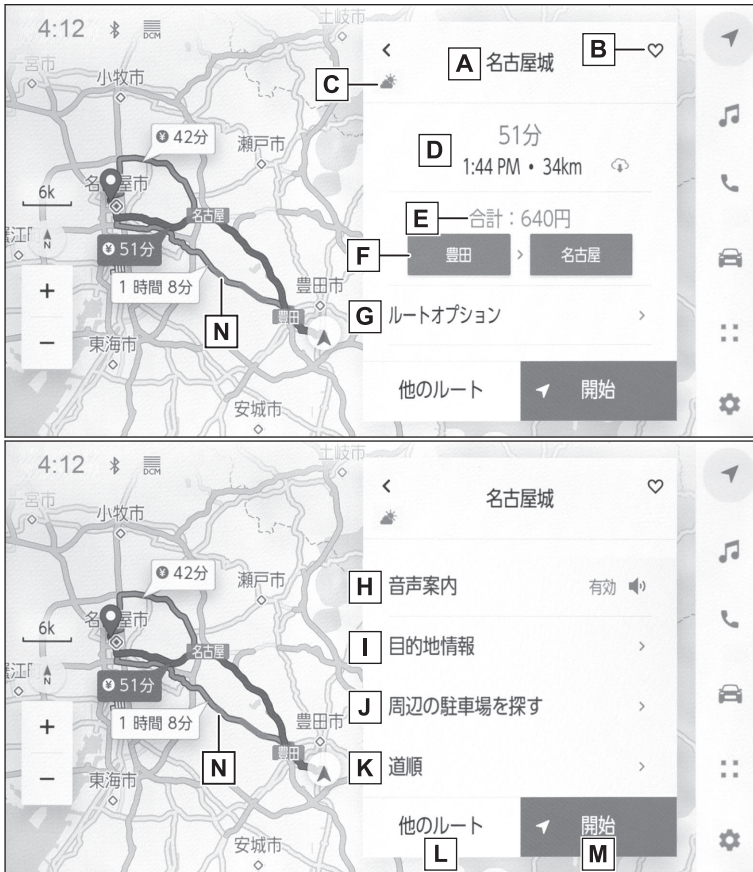 4:12
DCM
土岐市
一宮市
小牧市
¥ 42分
瀬戸市
名古屋市
6k
名古屋
N
蟹江
¥ 51分
1 時間 8分
豊田市
N
+
豊田
−
東海市
安城市
A 名古屋城
B
C
D 51分
1:44 PM • 34km
E 合計：640円
F 豊田 > 名古屋
G ルートオプション >
他のルート
開始
4:12
DCM
土岐市
一宮市
小牧市
¥ 42分
瀬戸市
名古屋市
6k
名古屋
N
蟹江
¥ 51分
1 時間 8分
豊田市
N
+
豊田
−
東海市
安城市
名古屋城
H 音声案内 有効
I 目的地情報 >
J 周辺の駐車場を探す >
K 道順 >
他のルート
開始
L
M